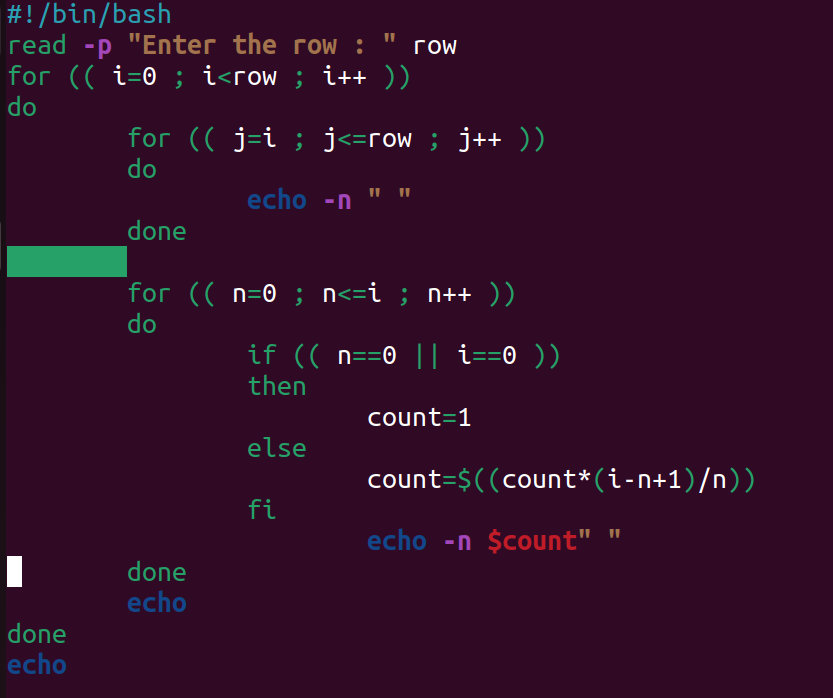 #!/bin/bash
read -p "Enter the row : " row
for (( i=0 ; i<row ; i++ ))
do
        for (( j=i ; j<=row ; j++ ))
        do
                echo -n " "
        done
        for (( n=0 ; n<=i ; n++ ))
        do
                if (( n==0 || i==0 ))
                then
                        count=1
                else
                        count=$((count*(i-n+1)/n))
                fi
                        echo -n $count" "
        done
        echo
done
echo